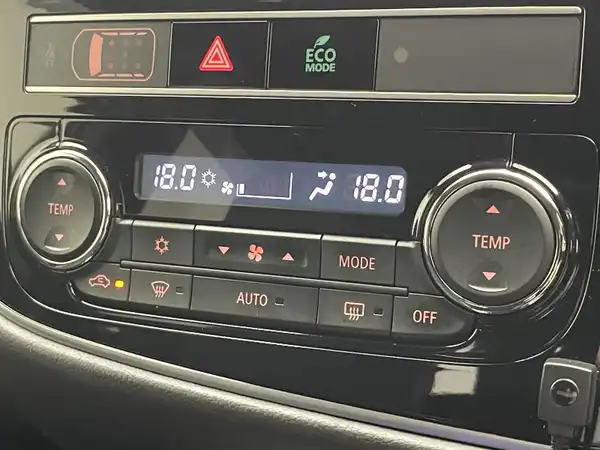 ECO
MODE
18.0 18.0
TEMP
TEMP
MODE
AUTO
OFF